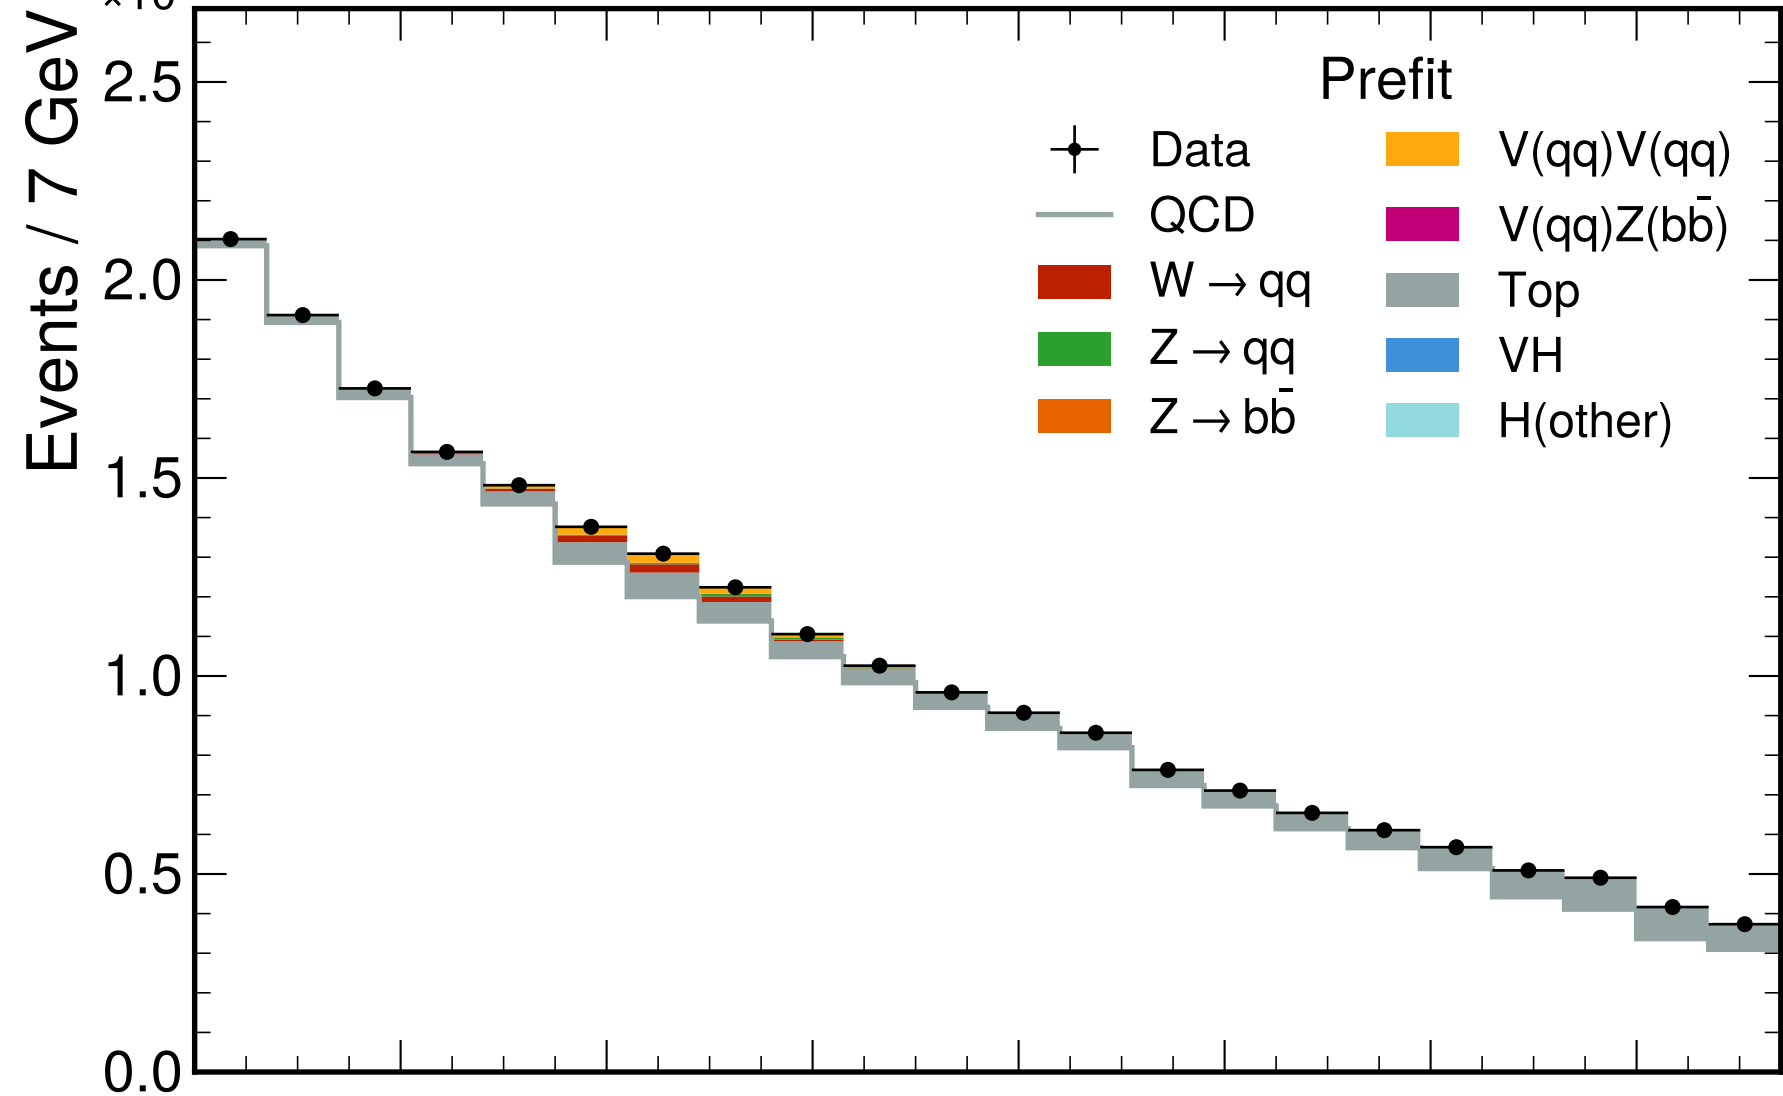 ×10
Events / 7 GeV
2.5
2.0
1.5
1.0
0.5
0.0
Prefit
Data
QCD
W → qq
Z → qq
Z → bb̄
V(qq)V(qq)
V(qq)Z(bb̄)
Top
VH
H(other)